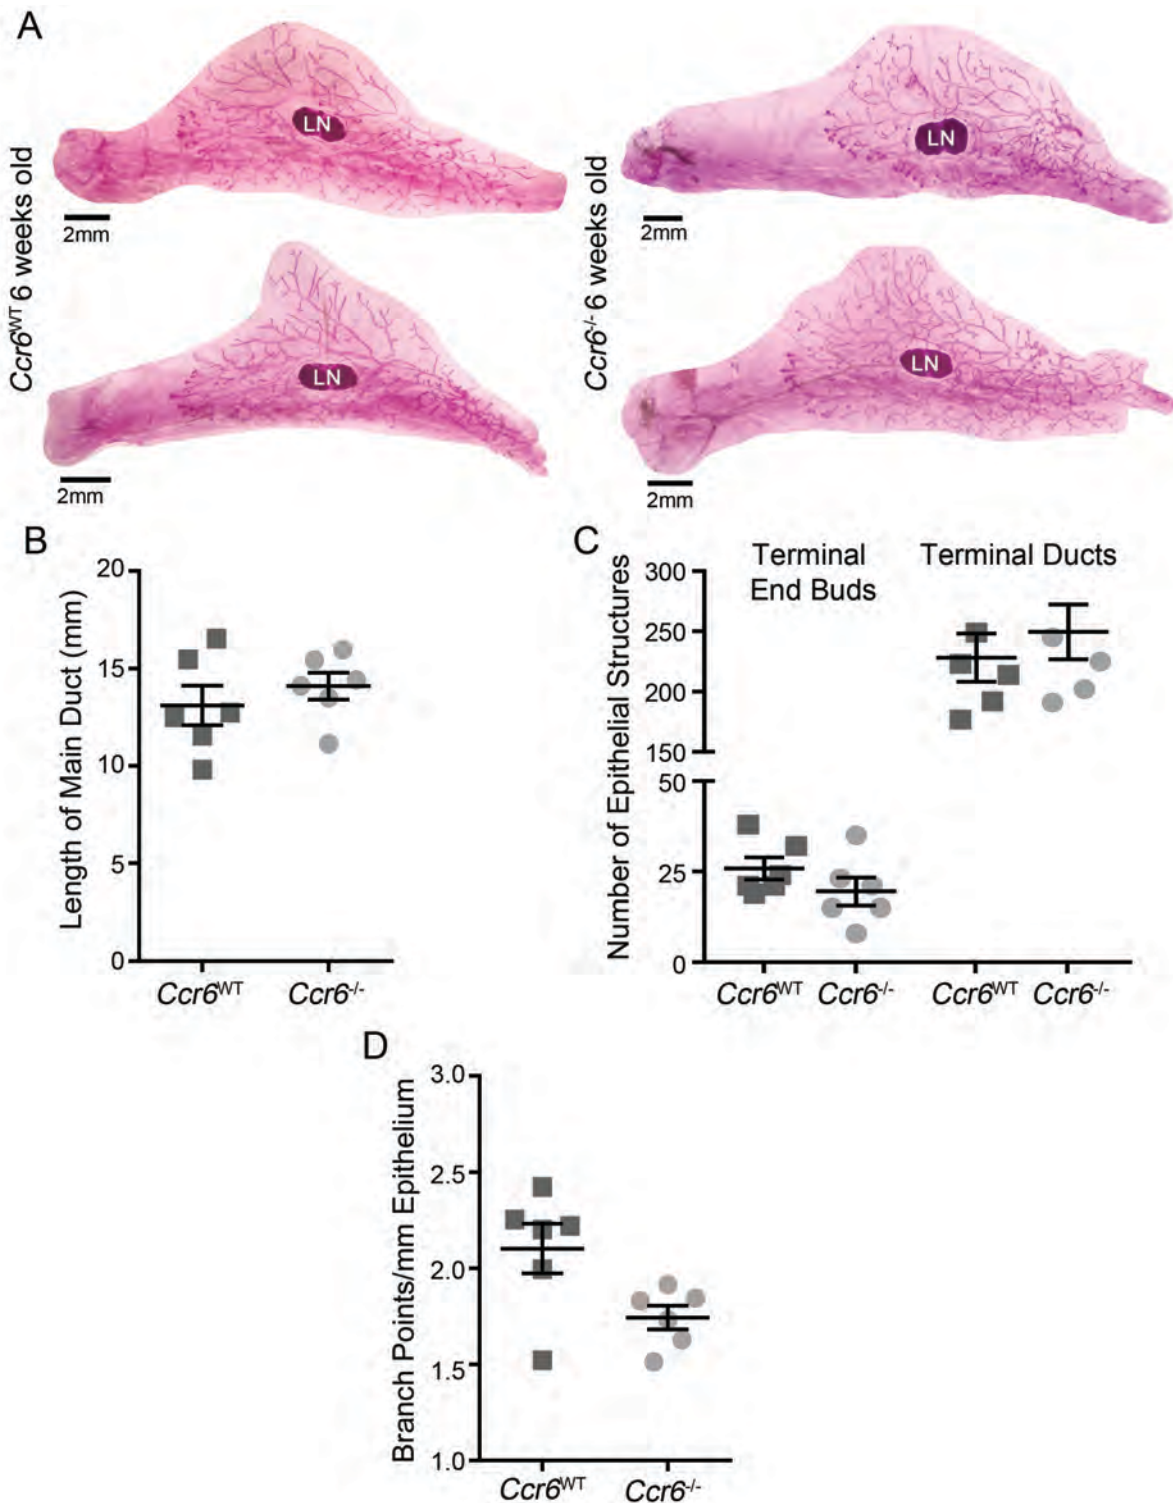 A
Ccr6WT 6 weeks old
LN
2mm
LN
2mm
Ccr6-/- 6 weeks old
LN
2mm
LN
2mm
B
Length of Main Duct (mm)
20
15
10
5
0
Ccr6WT
Ccr6-/-
C
Number of Epithelial Structures
Terminal
End Buds
Terminal Ducts
300
250
200
150
50
25
0
Ccr6WT
Ccr6-/-
Ccr6WT
Ccr6-/-
D
Branch Points/mm Epithelium
3.0
2.5
2.0
1.5
1.0
Ccr6WT
Ccr6-/-